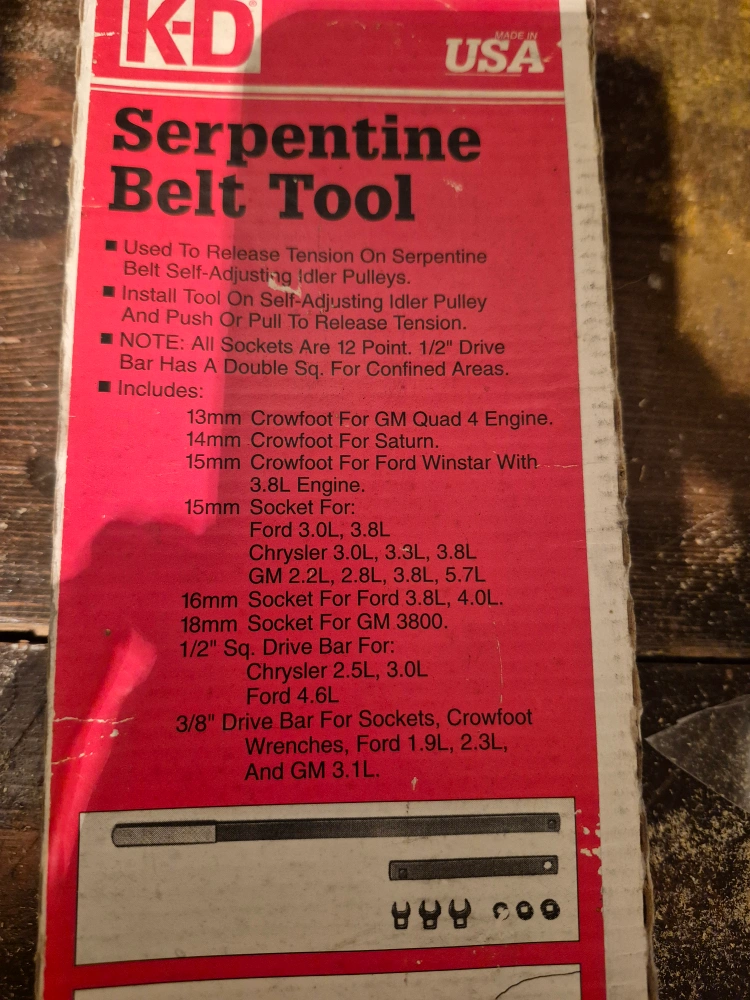 K-D
MADE IN
USA
Serpentine
Belt Tool
■ Used To Release Tension On Serpentine
Belt Self-Adjusting Idler Pulleys.
■ Install Tool On Self-Adjusting Idler Pulley
And Push Or Pull To Release Tension.
■ NOTE: All Sockets Are 12 Point. 1/2" Drive
Bar Has A Double Sq. For Confined Areas.
■ Includes:
13mm Crowfoot For GM Quad 4 Engine.
14mm Crowfoot For Saturn.
15mm Crowfoot For Ford Winstar With
3.8L Engine.
15mm Socket For:
Ford 3.0L, 3.8L
Chrysler 3.0L, 3.3L, 3.8L
GM 2.2L, 2.8L, 3.8L, 5.7L
16mm Socket For Ford 3.8L, 4.0L.
18mm Socket For GM 3800.
1/2" Sq. Drive Bar For:
Chrysler 2.5L, 3.0L
Ford 4.6L
3/8" Drive Bar For Sockets, Crowfoot
Wrenches, Ford 1.9L, 2.3L,
And GM 3.1L.